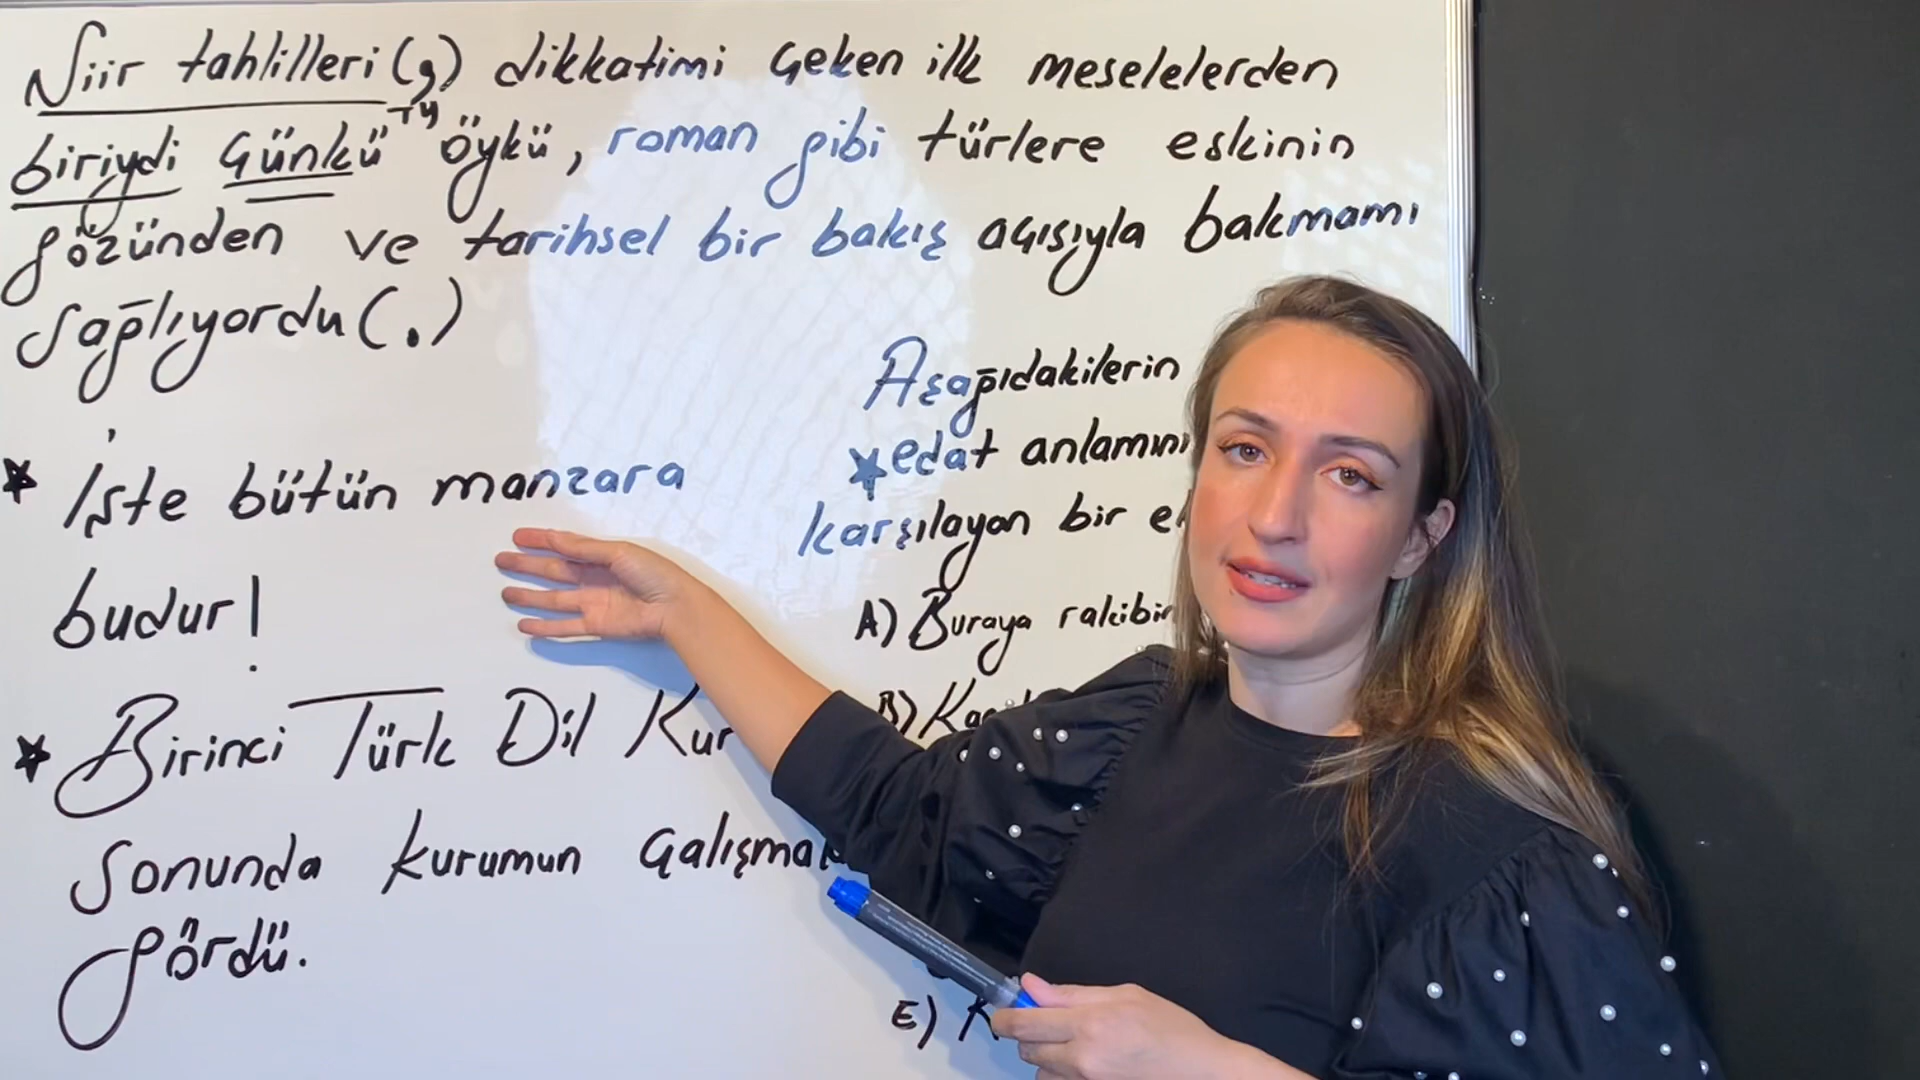 Şiir tahlilleri (,) dikkatimi çeken ilk meselelerden
biriydi çünkü öykü, roman gibi türlere eskinin
TY
gözünden ve tarihsel bir bakış açısıyla bakmamı
sağlıyordu (.)
* İşte bütün manzara
budur!
* Birinci Türk Dil Kur
sonunda kurumun çalışma
gördü.
Aşağıdakilerin
* edat anlamını
karşılayan bir
A) Buraya rakibin
B)
E) K